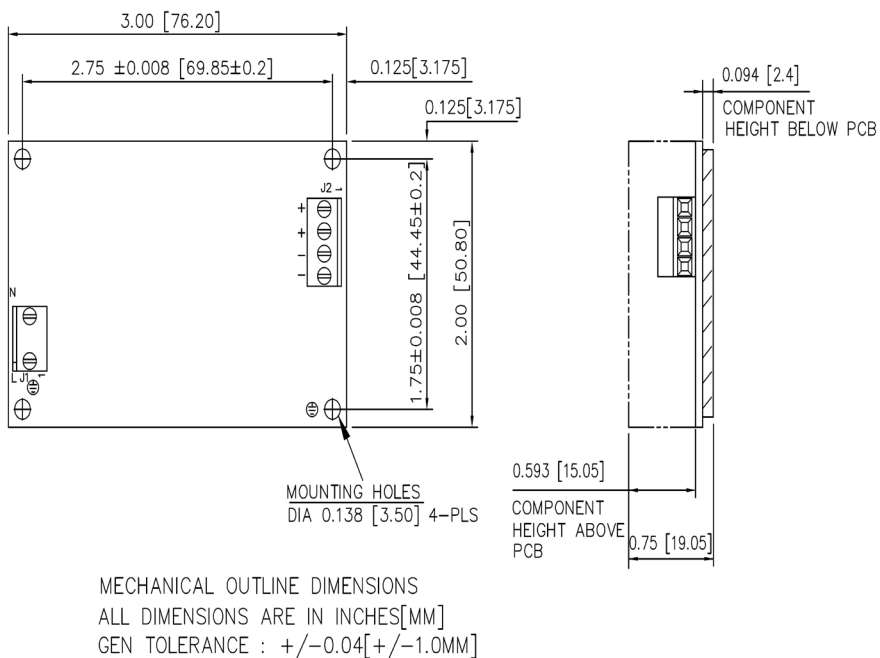 3.00 [76.20]
2.75 ±0.008 [69.85±0.2]
0.125[3.175]
0.125[3.175]
0.094 [2.4]
COMPONENT
HEIGHT BELOW PCB
J2 1
+
+
-
-
1.75±0.008 [44.45±0.2]
2.00 [50.80]
N
L J1 1
MOUNTING HOLES
DIA 0.138 [3.50] 4-PLS
0.593 [15.05]
COMPONENT
HEIGHT ABOVE
PCB
0.75 [19.05]
MECHANICAL OUTLINE DIMENSIONS
ALL DIMENSIONS ARE IN INCHES[MM]
GEN TOLERANCE : +/-0.04[+/-1.0MM]